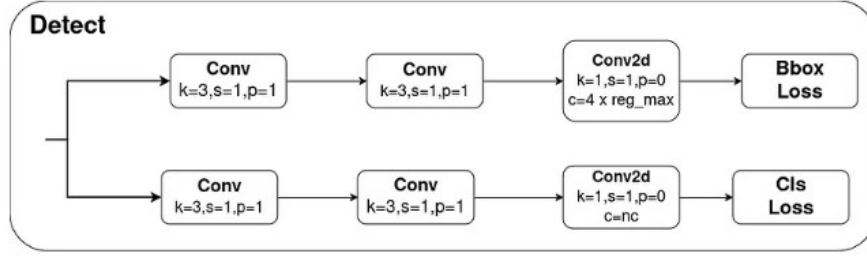 Detect
Conv
k=3,s=1,p=1
Conv
k=3,s=1,p=1
Conv2d
k=1,s=1,p=0
c=4 x reg_max
Bbox
Loss
Conv
k=3,s=1,p=1
Conv
k=3,s=1,p=1
Conv2d
k=1,s=1,p=0
c=nc
Cls
Loss